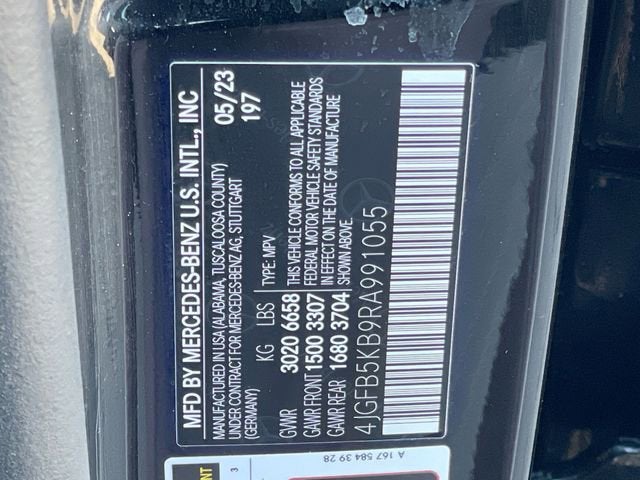 MFD BY MERCEDES-BENZ U.S. INTL., INC
MANUFACTURED IN USA (ALABAMA, TUSCALOOSA COUNTY)
UNDER CONTRACT FOR MERCEDES-BENZ AG, STUTTGART
(GERMANY)
05/23
197
TYPE: MPV
KG LBS
GVWR 3020 6658
GAWR FRONT 1500 3307
GAWR REAR 1680 3704
THIS VEHICLE CONFORMS TO ALL APPLICABLE
FEDERAL MOTOR VEHICLE SAFETY STANDARDS
IN EFFECT ON THE DATE OF MANUFACTURE
SHOWN ABOVE.
4JGFB5KB9RA991055
A 167 584 39 28
3